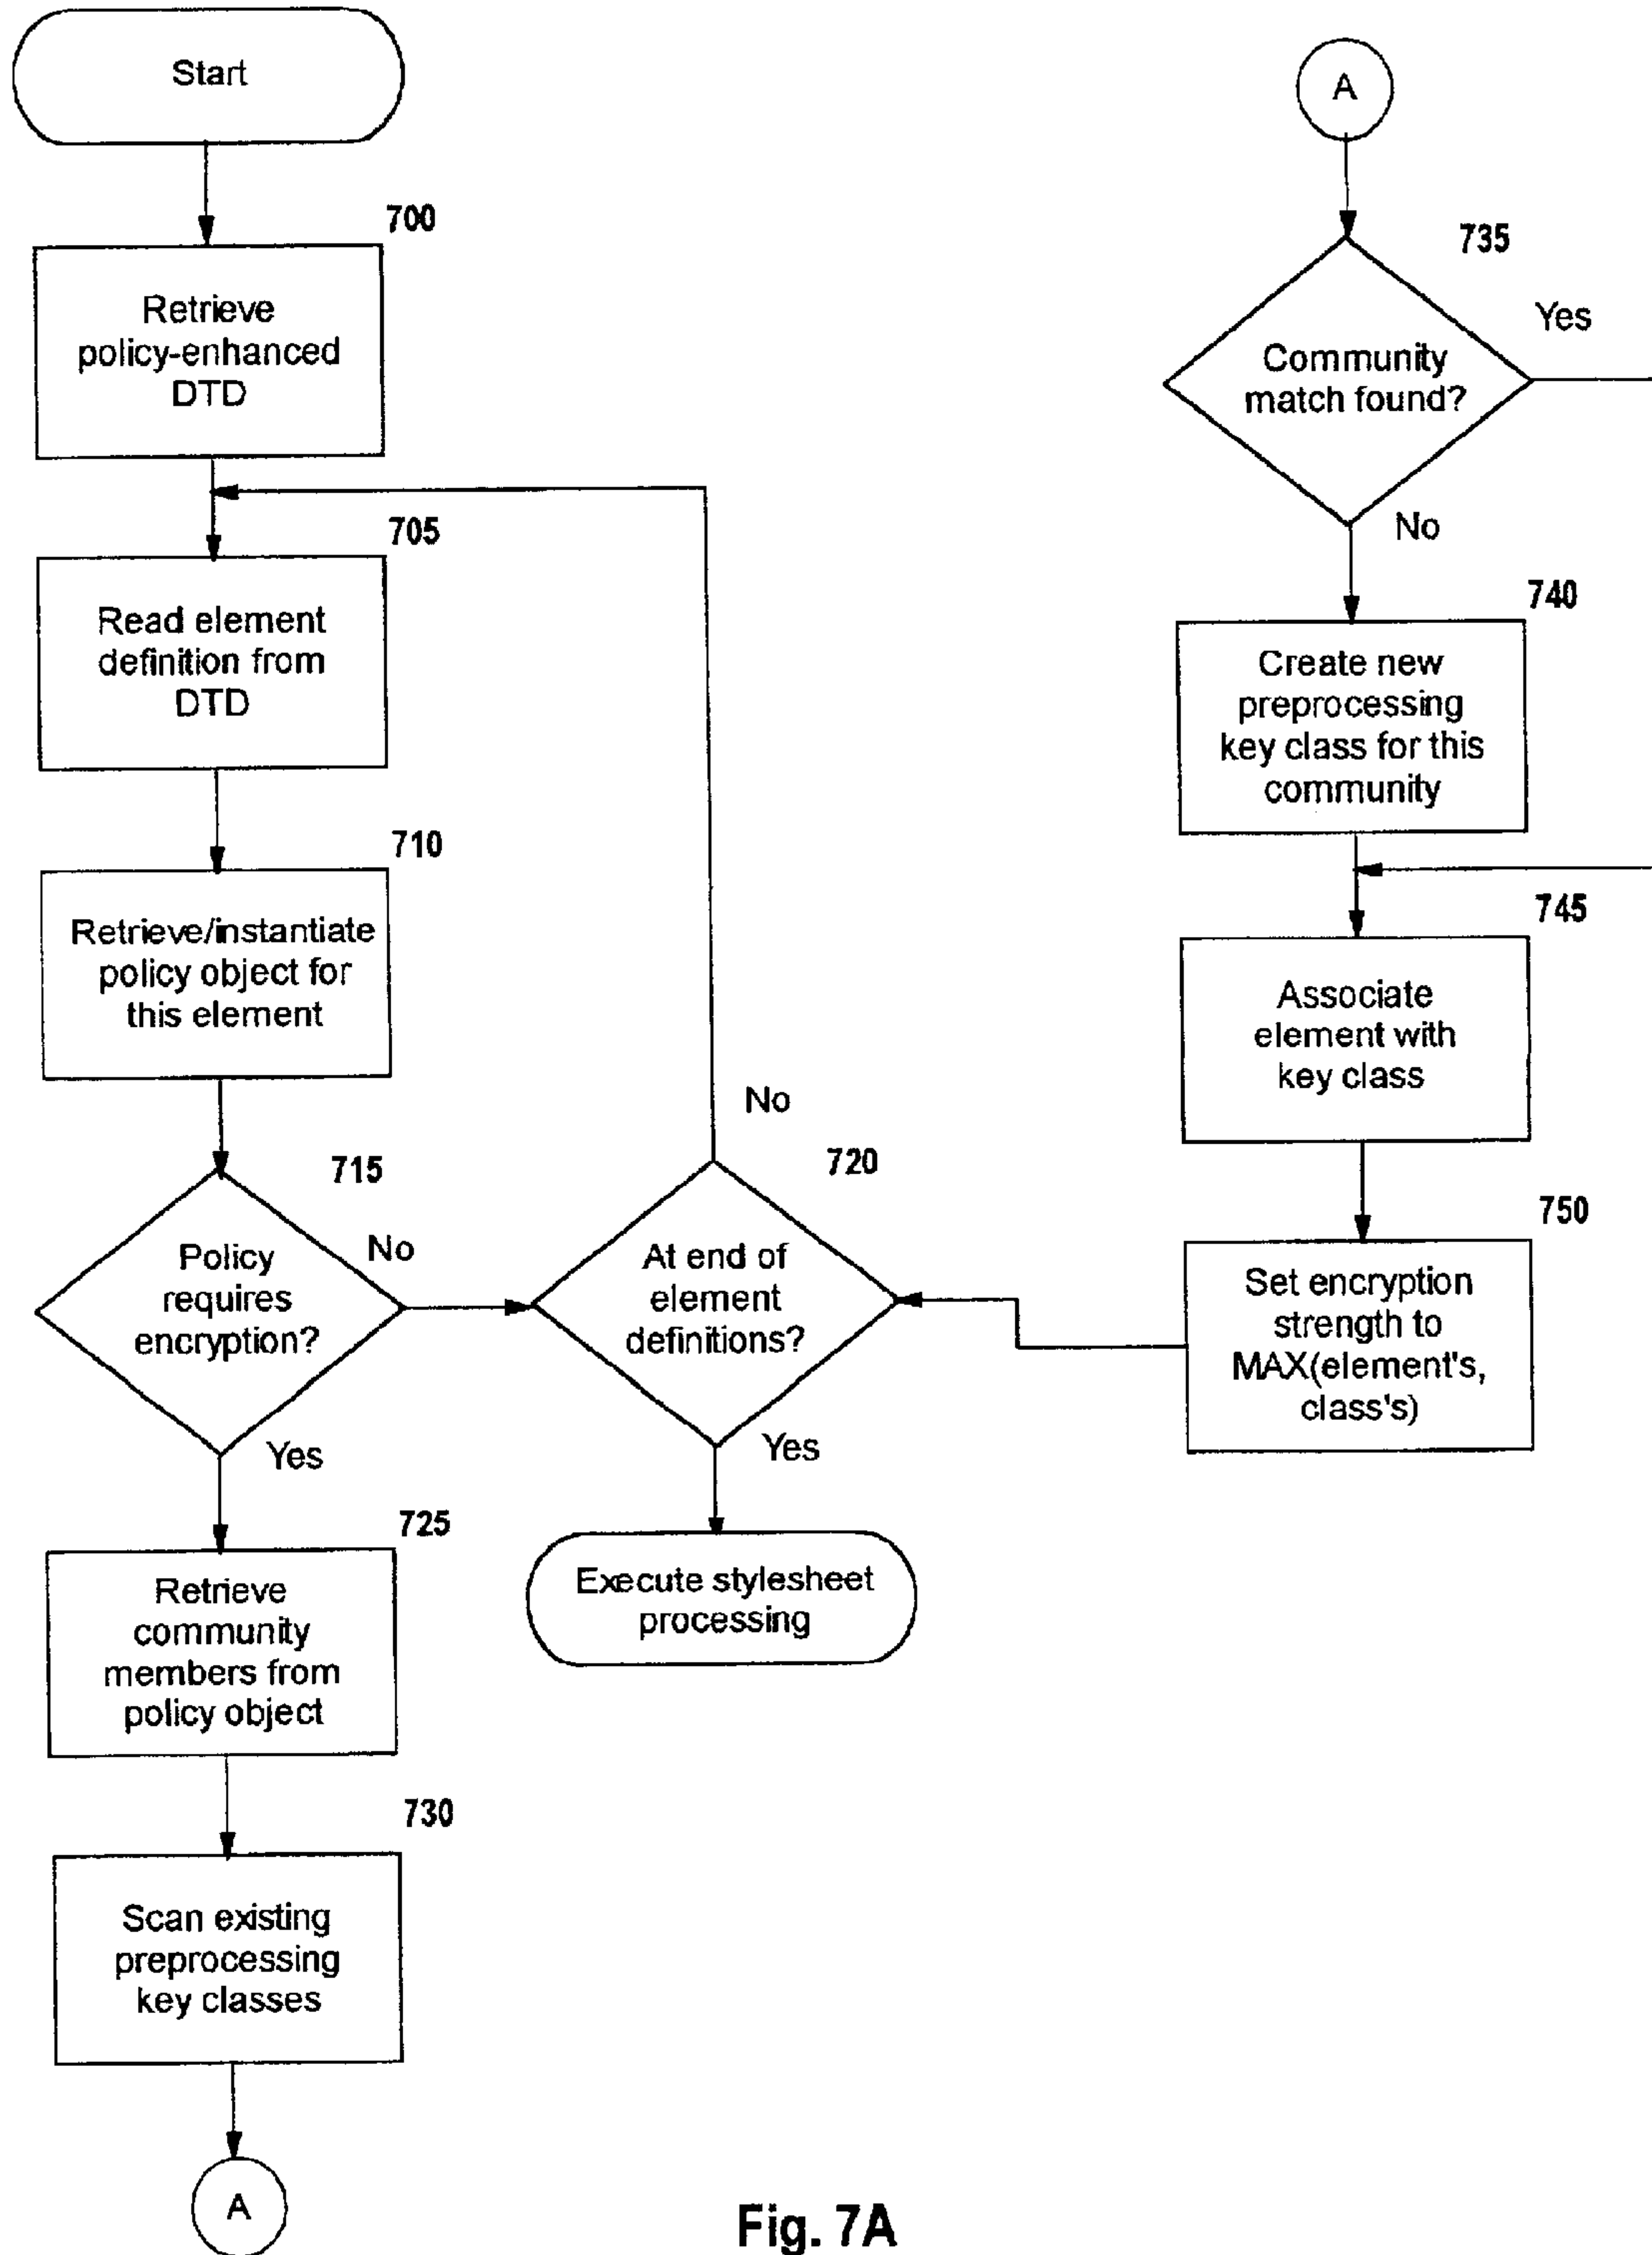 Start
700
Retrieve
policy-enhanced
DTD
705
Read element
definition from
DTD
710
Retrieve/instantiate
policy object for
this element
715
Policy
requires
encryption?
No
Yes
720
At end of
element
definitions?
No
Yes
Execute stylesheet
processing
725
Retrieve
community
members from
policy object
730
Scan existing
preprocessing
key classes
A
A
735
Community
match found?
Yes
No
740
Create new
preprocessing
key class for this
community
745
Associate
element with
key class
750
Set encryption
strength to
MAX(element's,
class's)
Fig. 7A